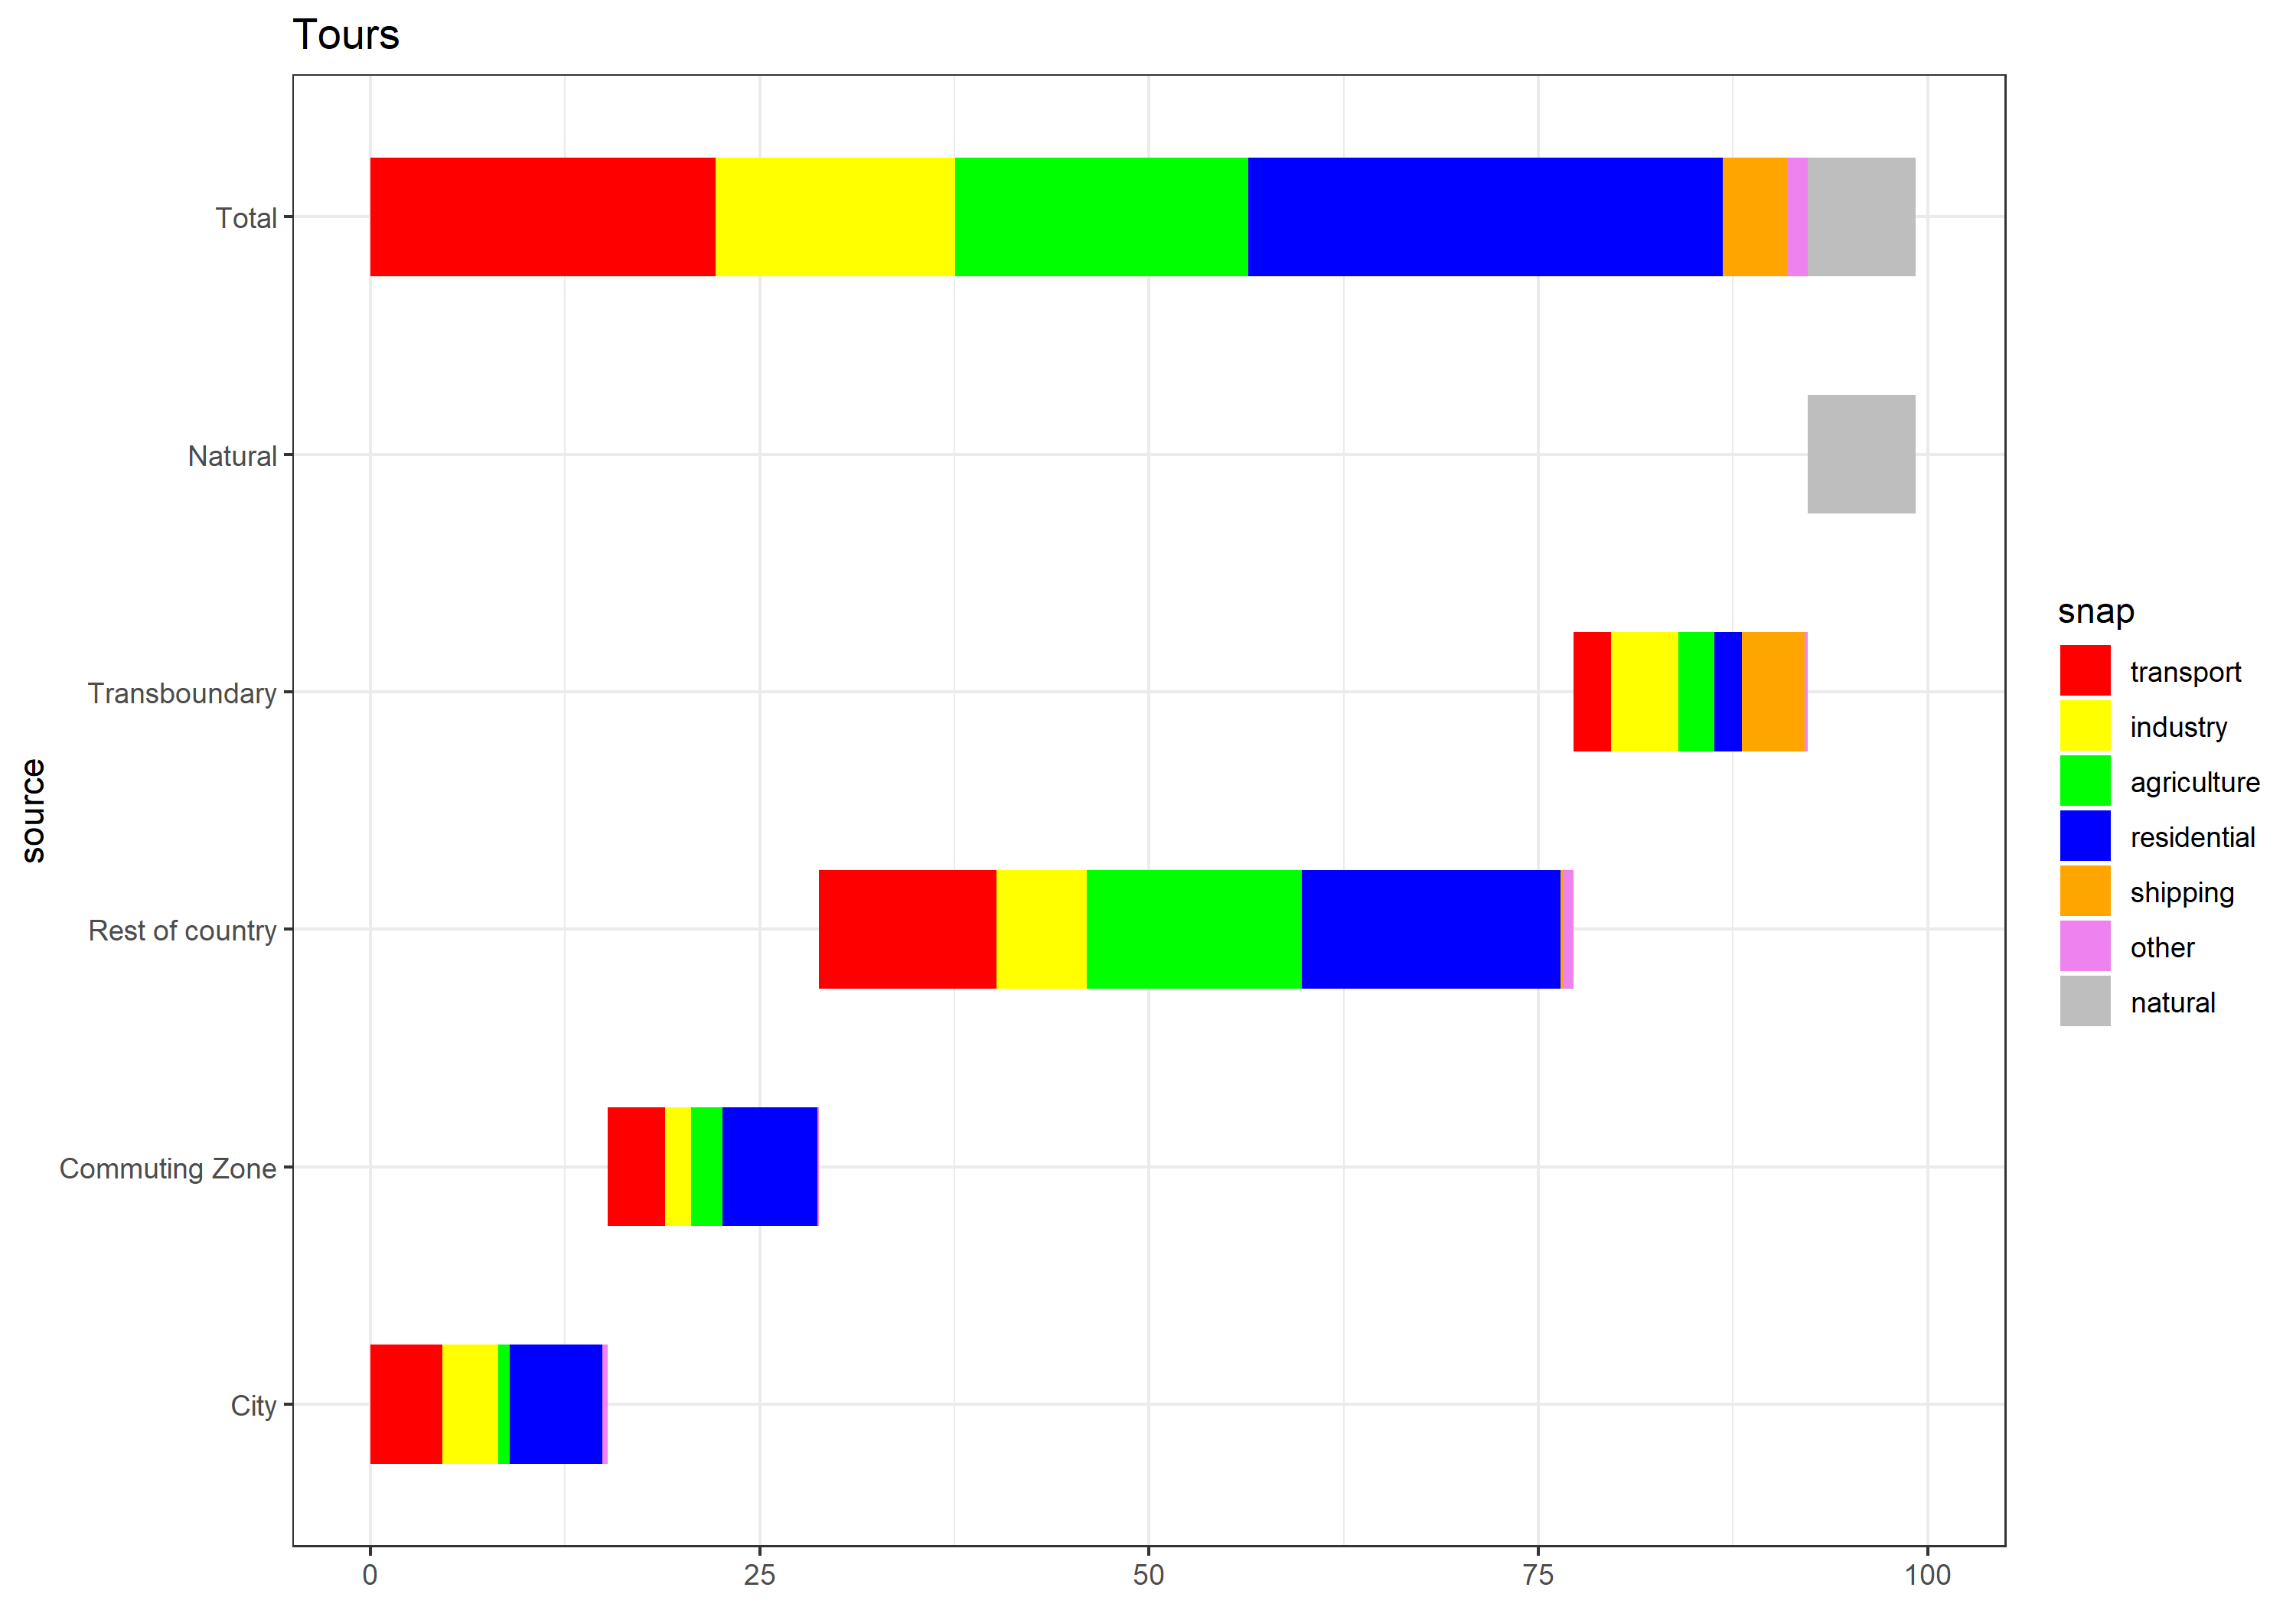 Tours
Total
Natural
Transboundary
Rest of country
Commuting Zone
City
source
0 25 50 75 100
snap
transport
industry
agriculture
residential
shipping
other
natural